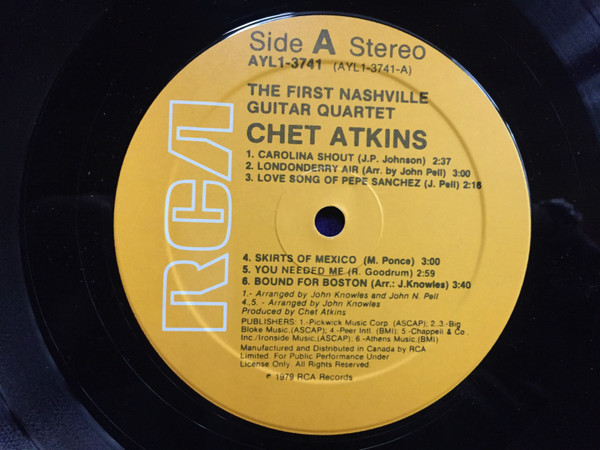 Side A Stereo
AYL1-3741 (AYL1-3741-A)
THE FIRST NASHVILLE
GUITAR QUARTET
CHET ATKINS
1. CAROLINA SHOUT (J.P. Johnson) 2:37
2. LONDONDERRY AIR (Arr. by John Pell) 3:00
3. LOVE SONG OF PEPE SANCHEZ (J. Pell) 2:16
RCA
4. SKIRTS OF MEXICO (M. Ponce) 3:00
5. YOU NEEDED ME (R. Goodrum) 2:59
6. BOUND FOR BOSTON (Arr.: J.Knowles) 3:40
1.- Arranged by John Knowles and John N. Pell
4.,5. - Arranged by John Knowles
Produced by Chet Atkins
PUBLISHERS: 1.-Pickwick Music Corp. (ASCAP); 2.,3.-Big
Bloke Music,(ASCAP); 4.-Peer Intl. (BMI); 5.-Chappell & Co.,
Inc./Ironside Music,(ASCAP); 6.-Athens Music,(BMI)
Manufactured and Distributed in Canada by RCA
Limited. For Public Performance Under
License Only. All Rights Reserved.
℗ 1979 RCA Records